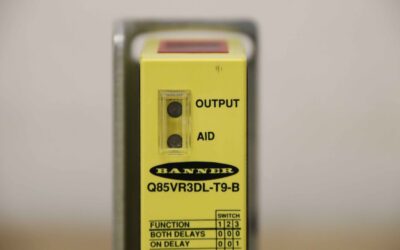 OUTPUT
AID
BANNER
Q85VR3DL-T9-B
SWITCH
FUNCTION 1 2 3
BOTH DELAYS 0 0 0
ON DELAY 0 0 1